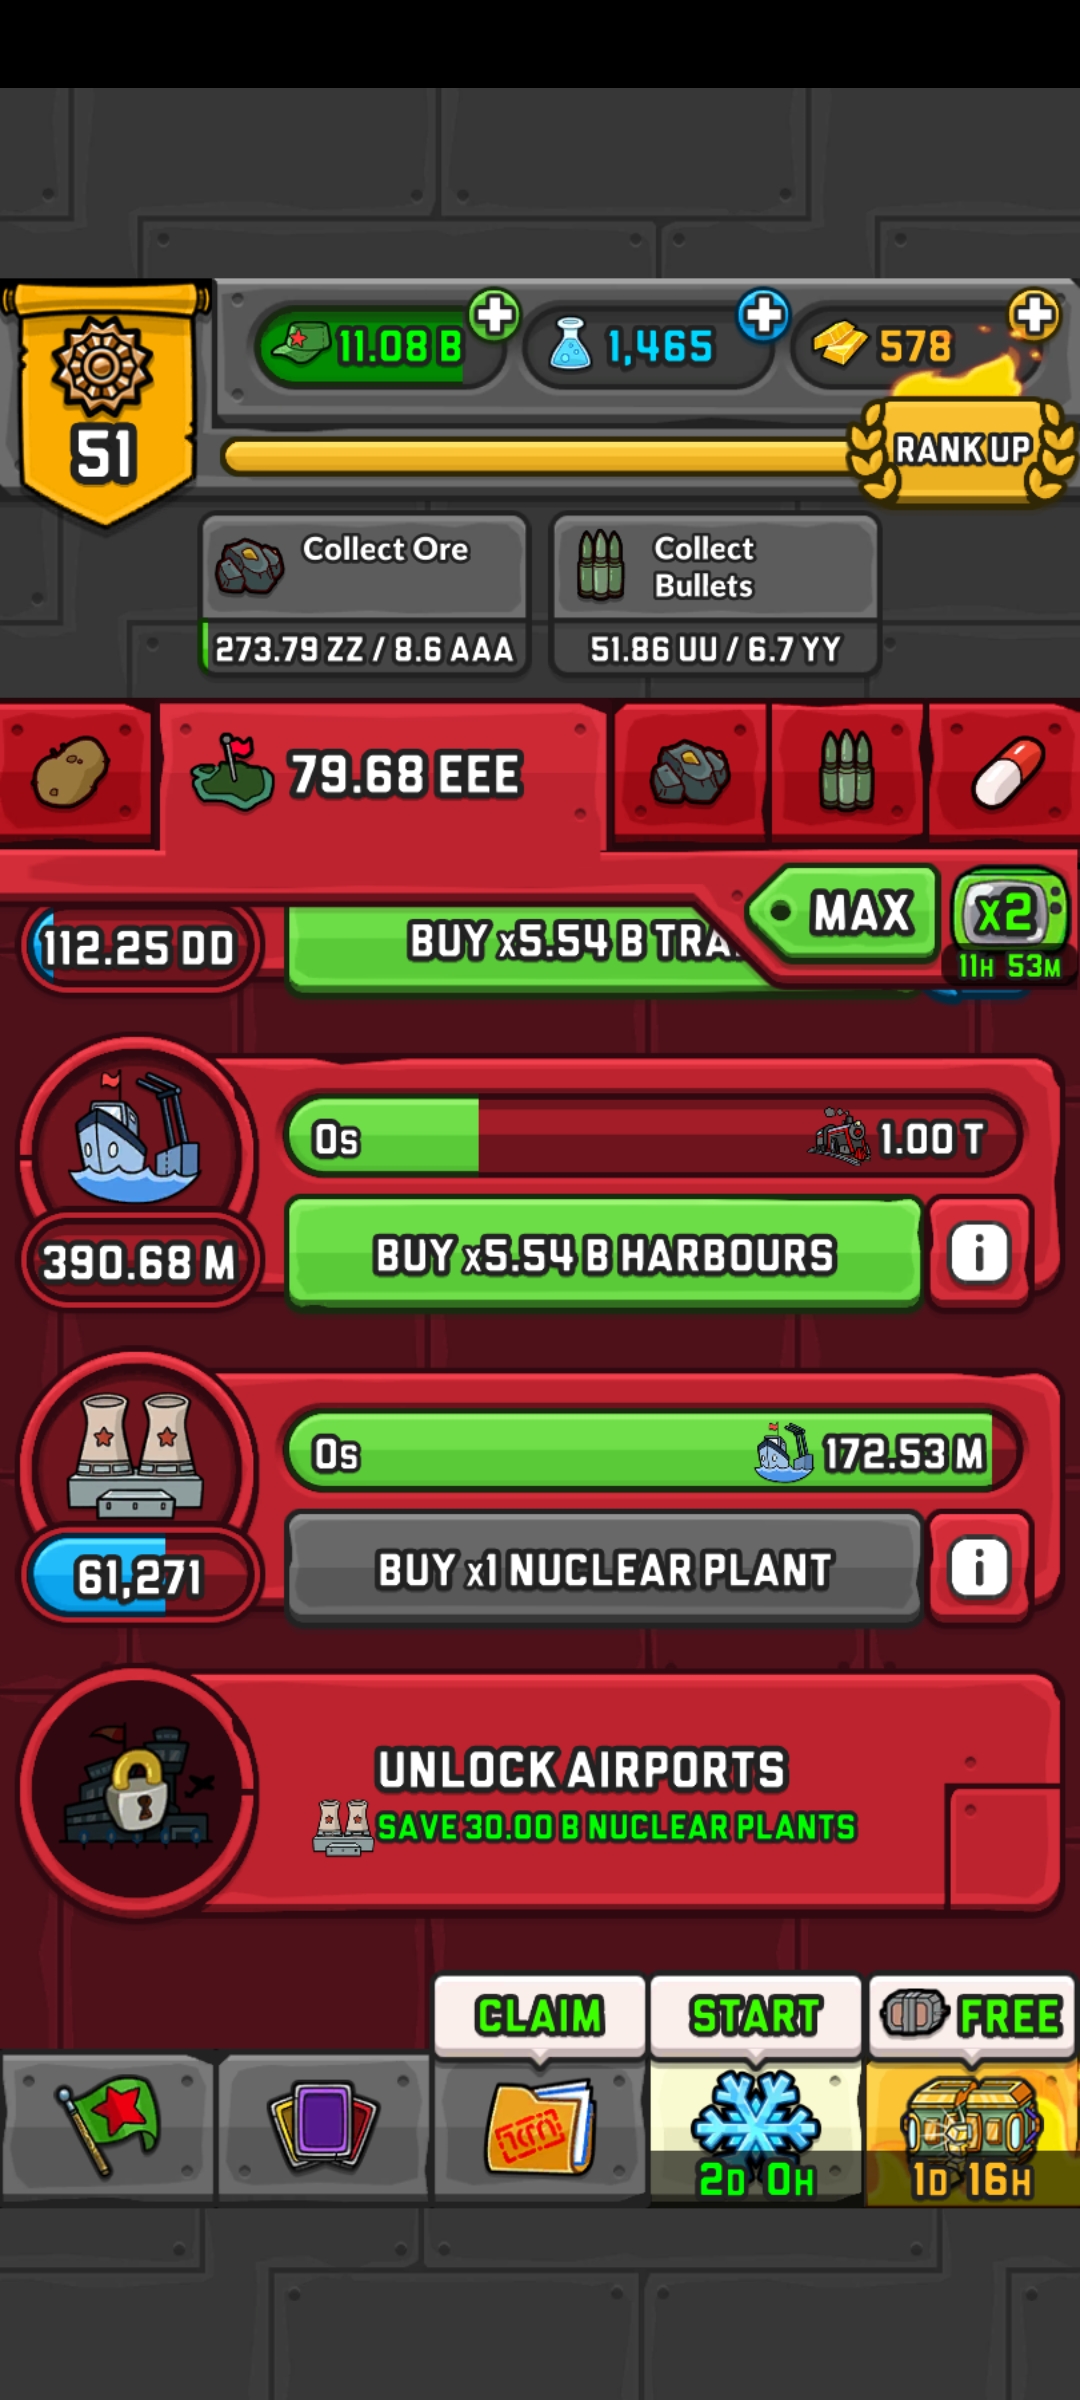 11.08 B
1,465
578
51
RANK UP
Collect Ore
Collect
Bullets
273.79 ZZ / 8.6 AAA
51.86 UU / 6.7 YY
79.68 EEE
MAX
x2
11H 53M
112.25 DD
BUY x5.54 B TRA
0s
1.00 T
390.68 M
BUY x5.54 B HARBOURS
i
0s
172.53 M
61,271
BUY x1 NUCLEAR PLANT
i
UNLOCK AIRPORTS
SAVE 30.00 B NUCLEAR PLANTS
CLAIM
START
FREE
2D 0H
1D 16H